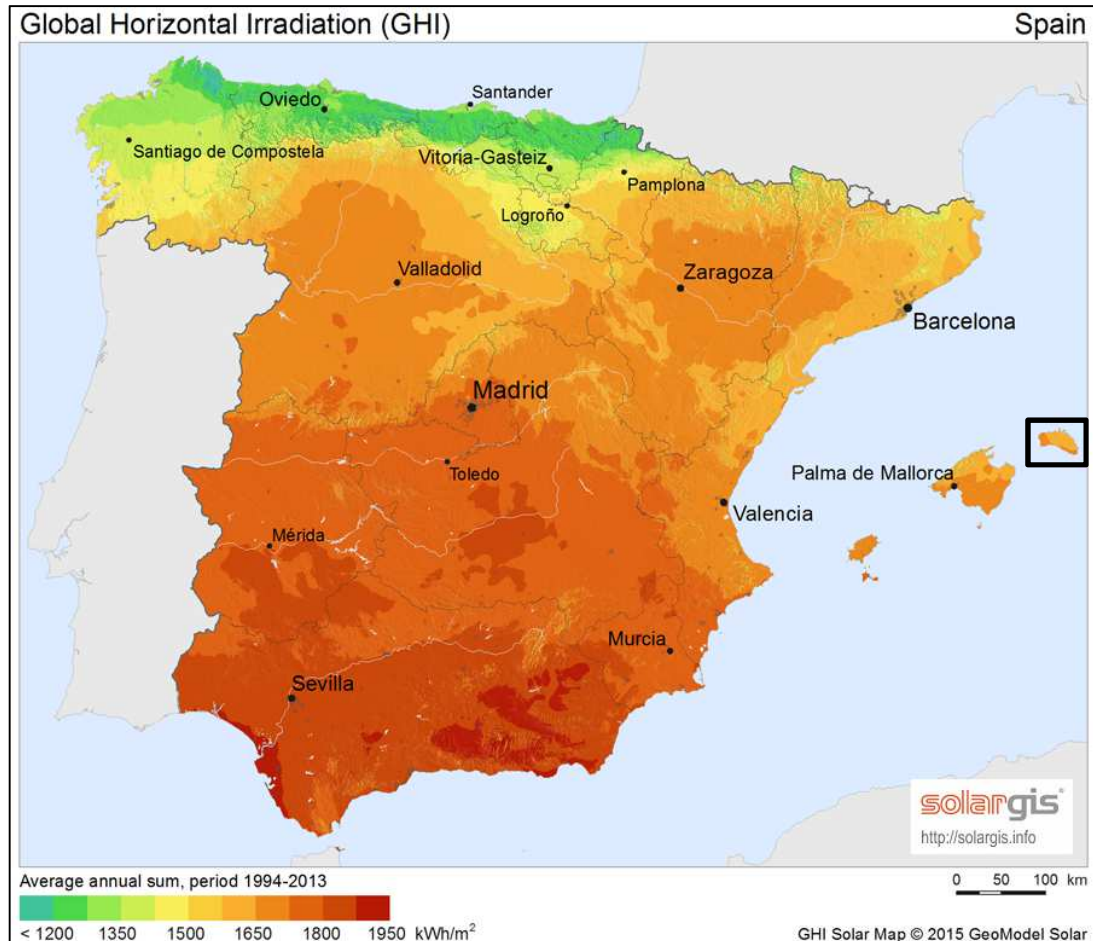 Global Horizontal Irradiation (GHI) Spain
Santander
Oviedo
Santiago de Compostela
Vitoria-Gasteiz
Pamplona
Logroño
Valladolid
Zaragoza
Barcelona
Madrid
Toledo
Palma de Mallorca
Valencia
Mérida
Murcia
Sevilla
solargis
http://solargis.info
Average annual sum, period 1994-2013
0 50 100 km
< 1200 1350 1500 1650 1800 1950 kWh/m²
GHI Solar Map © 2015 GeoModel Solar